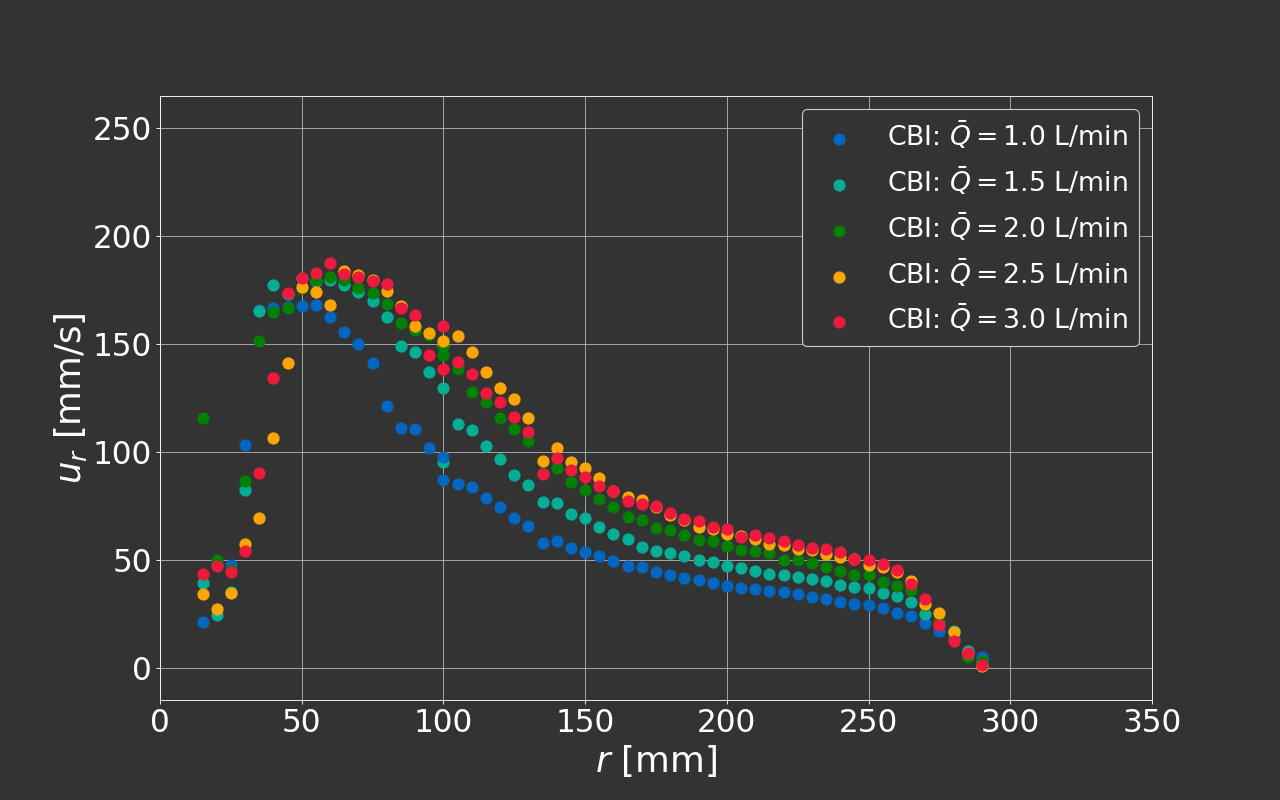 250
200
150
100
50
0
u_r [mm/s]
CBI: Q̄ = 1.0 L/min
CBI: Q̄ = 1.5 L/min
CBI: Q̄ = 2.0 L/min
CBI: Q̄ = 2.5 L/min
CBI: Q̄ = 3.0 L/min
0 50 100 150 200 250 300 350
r [mm]